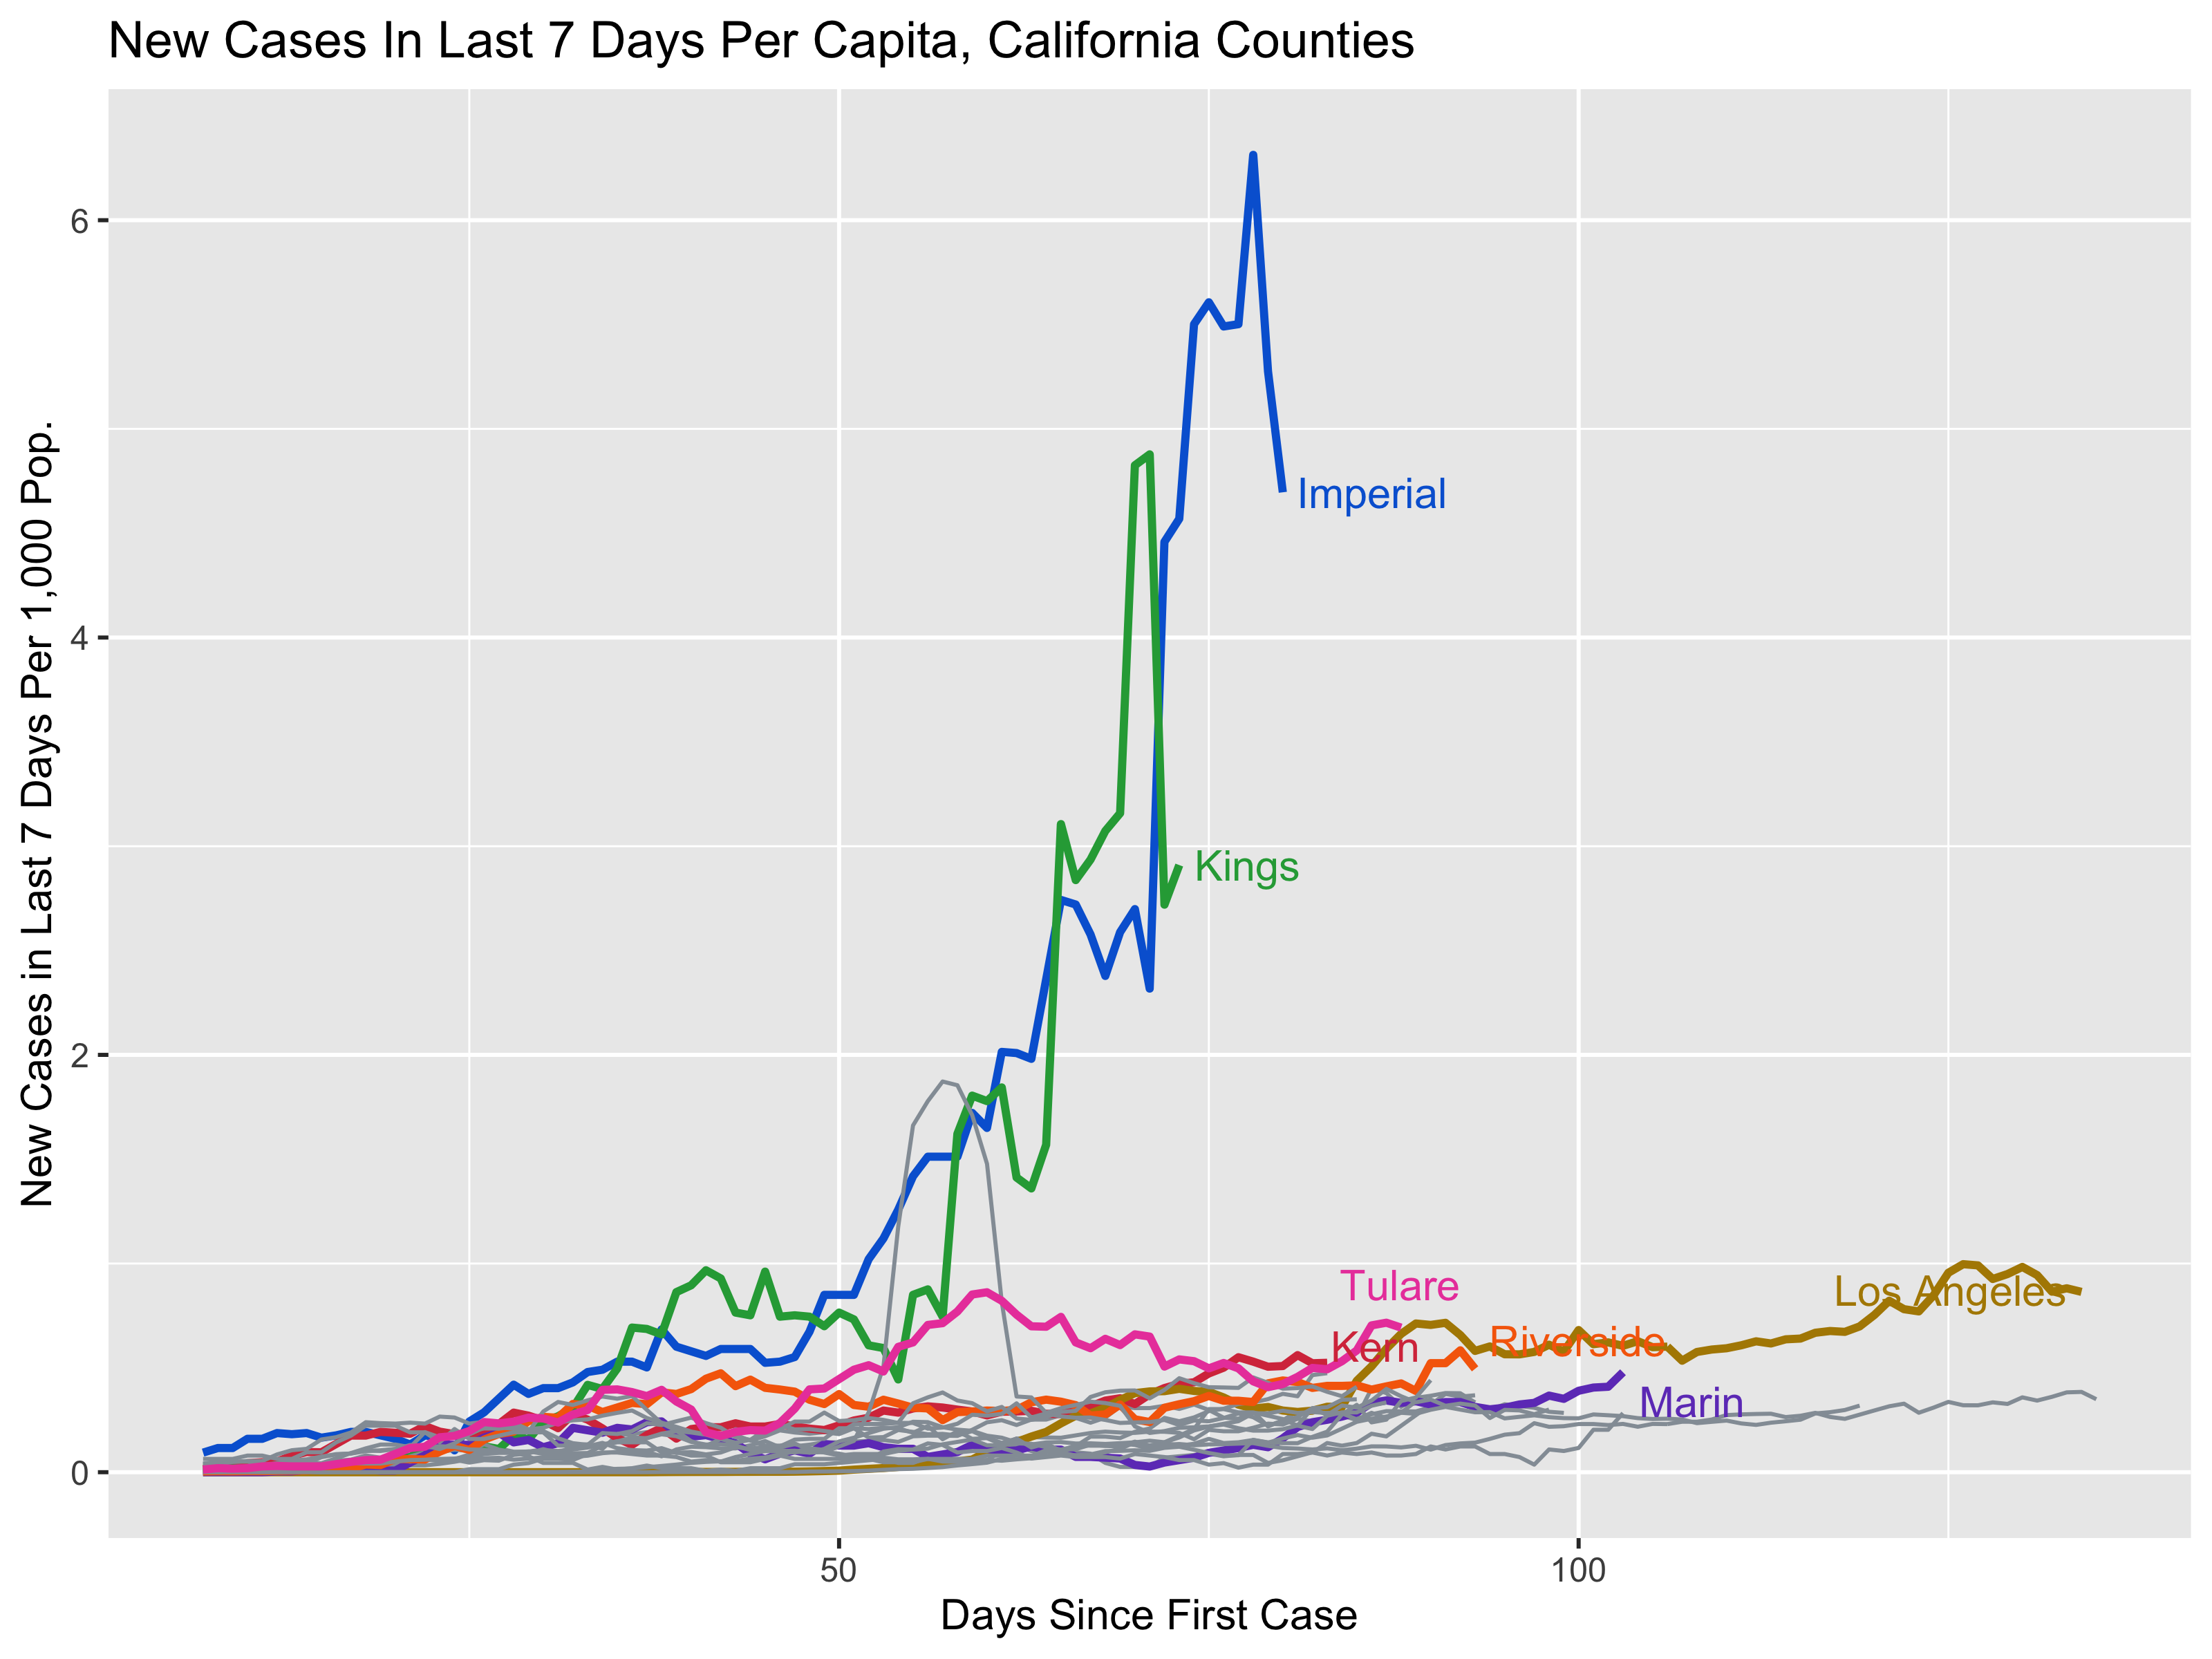 New Cases In Last 7 Days Per Capita, California Counties
New Cases in Last 7 Days Per 1,000 Pop.
6
4
2
0
Imperial
Kings
Tulare
Los Angeles
Kern
Riverside
Marin
50
100
Days Since First Case